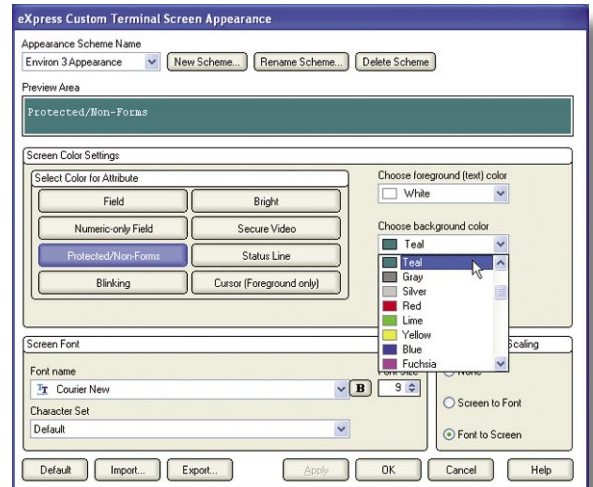 eXpress Custom Terminal Screen Appearance
Appearance Scheme Name
Environ 3 Appearance
New Scheme... Rename Scheme... Delete Scheme
Preview Area
Protected/Non-Forms
Screen Color Settings
Select Color for Attribute
Field Bright
Numeric-only Field Secure Video
Protected/Non-Forms Status Line
Blinking Cursor (Foreground only)
Choose foreground (text) color
White
Choose background color
Teal
Teal
Gray
Silver
Red
Lime
Yellow
Blue
Fuchsia
Screen Font
Font name Font Size
Courier New B 9
Character Set
Default
Scaling
None
Screen to Font
Font to Screen
Default Import... Export... Apply OK Cancel Help